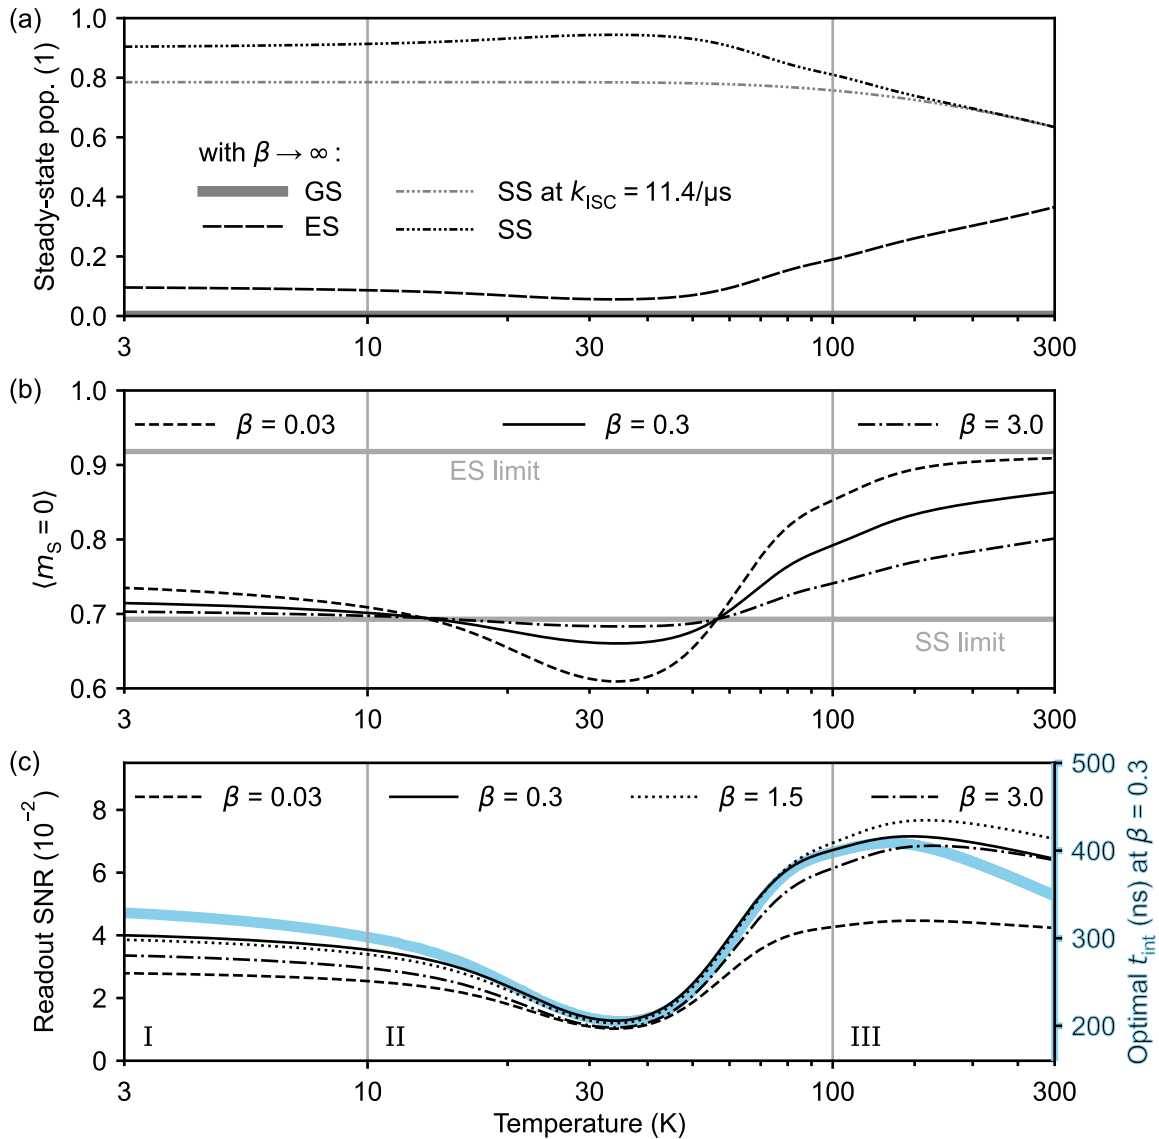 (a)
Steady-state pop. (1)
1.0
0.8
0.6
0.4
0.2
0.0
with β → ∞ :
GS
ES
SS at k_ISC = 11.4/µs
SS
3
10
30
100
300
(b)
⟨m_S = 0⟩
1.0
0.9
0.8
0.7
0.6
β = 0.03
β = 0.3
β = 3.0
ES limit
SS limit
3
10
30
100
300
(c)
Readout SNR (10⁻²)
8
6
4
2
0
β = 0.03
β = 0.3
β = 1.5
β = 3.0
I
II
III
500
400
300
200
Optimal t_int (ns) at β = 0.3
3
10
30
100
300
Temperature (K)